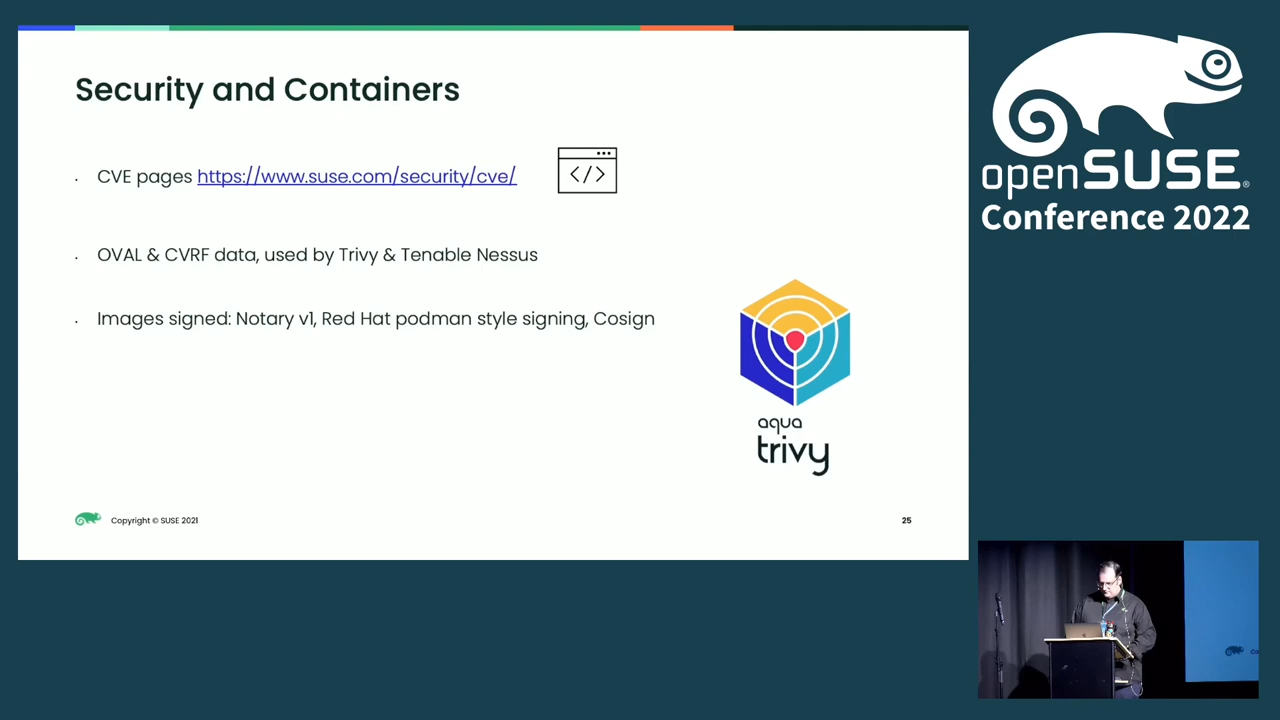 Security and Containers
CVE pages https://www.suse.com/security/cve/
</>
OVAL & CVRF data, used by Trivy & Tenable Nessus
Images signed: Notary v1, Red Hat podman style signing, Cosign
aqua
trivy
Copyright © SUSE 2021
25
openSUSE®
Conference 2022
Co